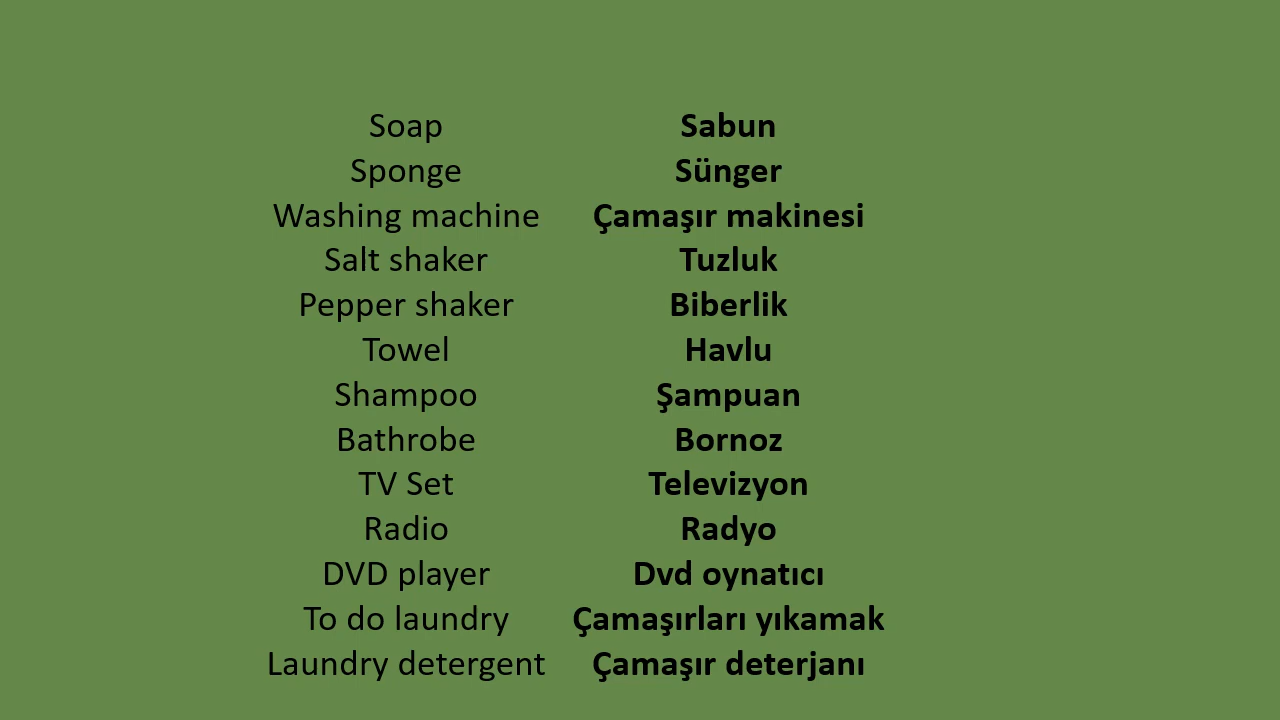 Soap Sabun
Sponge Sünger
Washing machine Çamaşır makinesi
Salt shaker Tuzluk
Pepper shaker Biberlik
Towel Havlu
Shampoo Şampuan
Bathrobe Bornoz
TV Set Televizyon
Radio Radyo
DVD player Dvd oynatıcı
To do laundry Çamaşırları yıkamak
Laundry detergent Çamaşır deterjanı